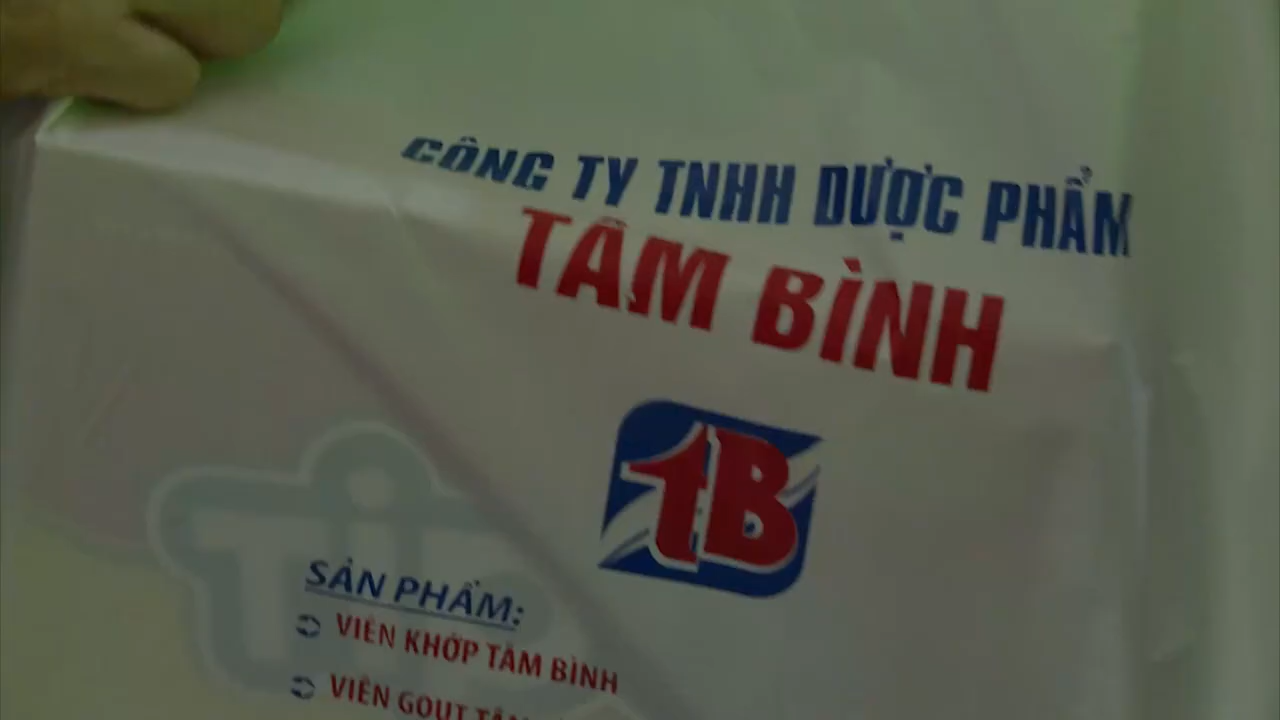 CÔNG TY TNHH DƯỢC PHẨM
TÂM BÌNH
tB
SẢN PHẨM:
VIÊN KHỚP TÂM BÌNH
VIÊN GOUT